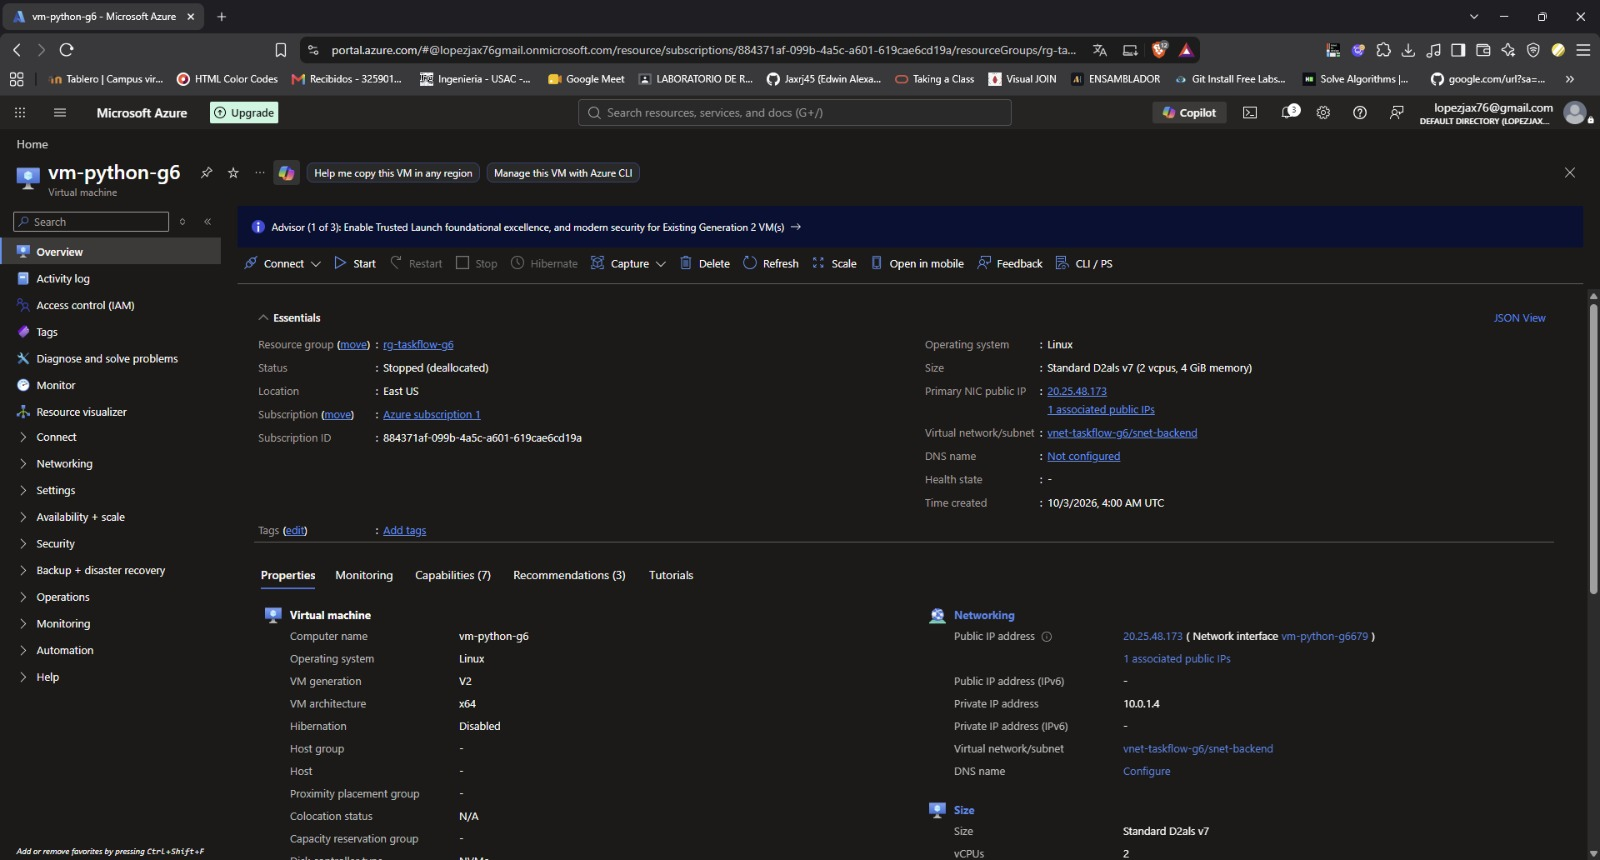 vm-python-g6 - Microsoft Azure
portal.azure.com/#@lopezjax76gmail.onmicrosoft.com/resource/subscriptions/884371af-099b-4a5c-a601-619cae6cd19a/resourceGroups/rg-ta...
12
Tablero | Campus vir...
HTML Color Codes
Recibidos - 325901...
Ingenieria - USAC -...
Google Meet
LABORATORIO DE R...
Jaxrj45 (Edwin Alexa...
Taking a Class
Visual JOIN
ENSAMBLADOR
Git Install Free Labs...
Solve Algorithms |...
google.com/url?sa=...
Microsoft Azure
Upgrade
Search resources, services, and docs (G+/)
Copilot
3
lopezjax76@gmail.com
DEFAULT DIRECTORY (LOPEZJAX...
Home
vm-python-g6
Virtual machine
Help me copy this VM in any region
Manage this VM with Azure CLI
Search
Overview
Activity log
Access control (IAM)
Tags
Diagnose and solve problems
Monitor
Resource visualizer
Connect
Networking
Settings
Availability + scale
Security
Backup + disaster recovery
Operations
Monitoring
Automation
Help
Add or remove favorites by pressing Ctrl+Shift+F
Advisor (1 of 3): Enable Trusted Launch foundational excellence, and modern security for Existing Generation 2 VM(s) →
Connect
Start
Restart
Stop
Hibernate
Capture
Delete
Refresh
Scale
Open in mobile
Feedback
CLI / PS
Essentials
JSON View
Resource group (move) : rg-taskflow-g6
Status : Stopped (deallocated)
Location : East US
Subscription (move) : Azure subscription 1
Subscription ID : 884371af-099b-4a5c-a601-619cae6cd19a
Operating system : Linux
Size : Standard D2als v7 (2 vcpus, 4 GiB memory)
Primary NIC public IP : 20.25.48.173
1 associated public IPs
Virtual network/subnet : vnet-taskflow-g6/snet-backend
DNS name : Not configured
Health state : -
Time created : 10/3/2026, 4:00 AM UTC
Tags (edit) : Add tags
Properties
Monitoring
Capabilities (7)
Recommendations (3)
Tutorials
Virtual machine
Computer name vm-python-g6
Operating system Linux
VM generation V2
VM architecture x64
Hibernation Disabled
Host group -
Host -
Proximity placement group -
Colocation status N/A
Capacity reservation group -
Disk controller type NVMe
Networking
Public IP address 20.25.48.173 ( Network interface vm-python-g6679 )
1 associated public IPs
Public IP address (IPv6) -
Private IP address 10.0.1.4
Private IP address (IPv6) -
Virtual network/subnet vnet-taskflow-g6/snet-backend
DNS name Configure
Size
Size Standard D2als v7
vCPUs 2